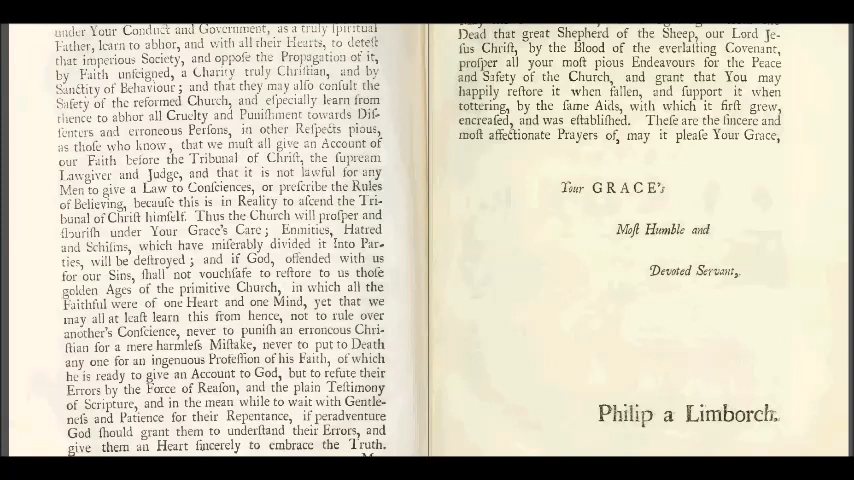 under Your Conduct and Government, as a truly ſpiritual
Father, learn to abhor, and with all their Hearts, to deteſt
that imperious Society, and oppoſe the Propagation of it,
by Faith unfeigned, a Charity truly Chriſtian, and by
Sanctity of Behaviour; and that they may alſo conſult the
Safety of the reformed Church, and eſpecially learn from
thence to abhor all Cruelty and Puniſhment towards Diſ-
ſenters and erroneous Perſons, in other Reſpects pious,
as thoſe who know, that we muſt all give an Account of
our Faith before the Tribunal of Chriſt, the ſupream
Lawgiver and Judge, and that it is not lawful for any
Men to give a Law to Conſciences, or preſcribe the Rules
of Believing, becauſe this is in Reality to aſcend the Tri-
bunal of Chriſt himſelf. Thus the Church will proſper and
flouriſh under Your Grace's Care; Enmities, Hatred
and Schiſms, which have miſerably divided it Into Par-
ties, will be deſtroyed; and if God, offended with us
for our Sins, ſhall not vouchſafe to reſtore to us thoſe
golden Ages of the primitive Church, in which all the
Faithful were of one Heart and one Mind, yet that we
may all at leaſt learn this from hence, not to rule over
another's Conſcience, never to puniſh an erroneous Chri-
ſtian for a mere harmleſs Miſtake, never to put to Death
any one for an ingenuous Profeſſion of his Faith, of which
he is ready to give an Account to God, but to refute their
Errors by the Force of Reaſon, and the plain Teſtimony
of Scripture, and in the mean while to wait with Gentle-
neſs and Patience for their Repentance, if peradventure
God ſhould grant them to underſtand their Errors, and
give them an Heart ſincerely to embrace the Truth.
Dead that great Shepherd of the Sheep, our Lord Je-
ſus Chriſt, by the Blood of the everlaſting Covenant,
proſper all your moſt pious Endeavours for the Peace
and Safety of the Church, and grant that You may
happily reſtore it when fallen, and ſupport it when
tottering, by the ſame Aids, with which it firſt grew,
encreaſed, and was eſtabliſhed. Theſe are the ſincere and
moſt affectionate Prayers of, may it pleaſe Your Grace,
Your GRACE's
Moſt Humble and
Devoted Servant,
Philip a Limborch.